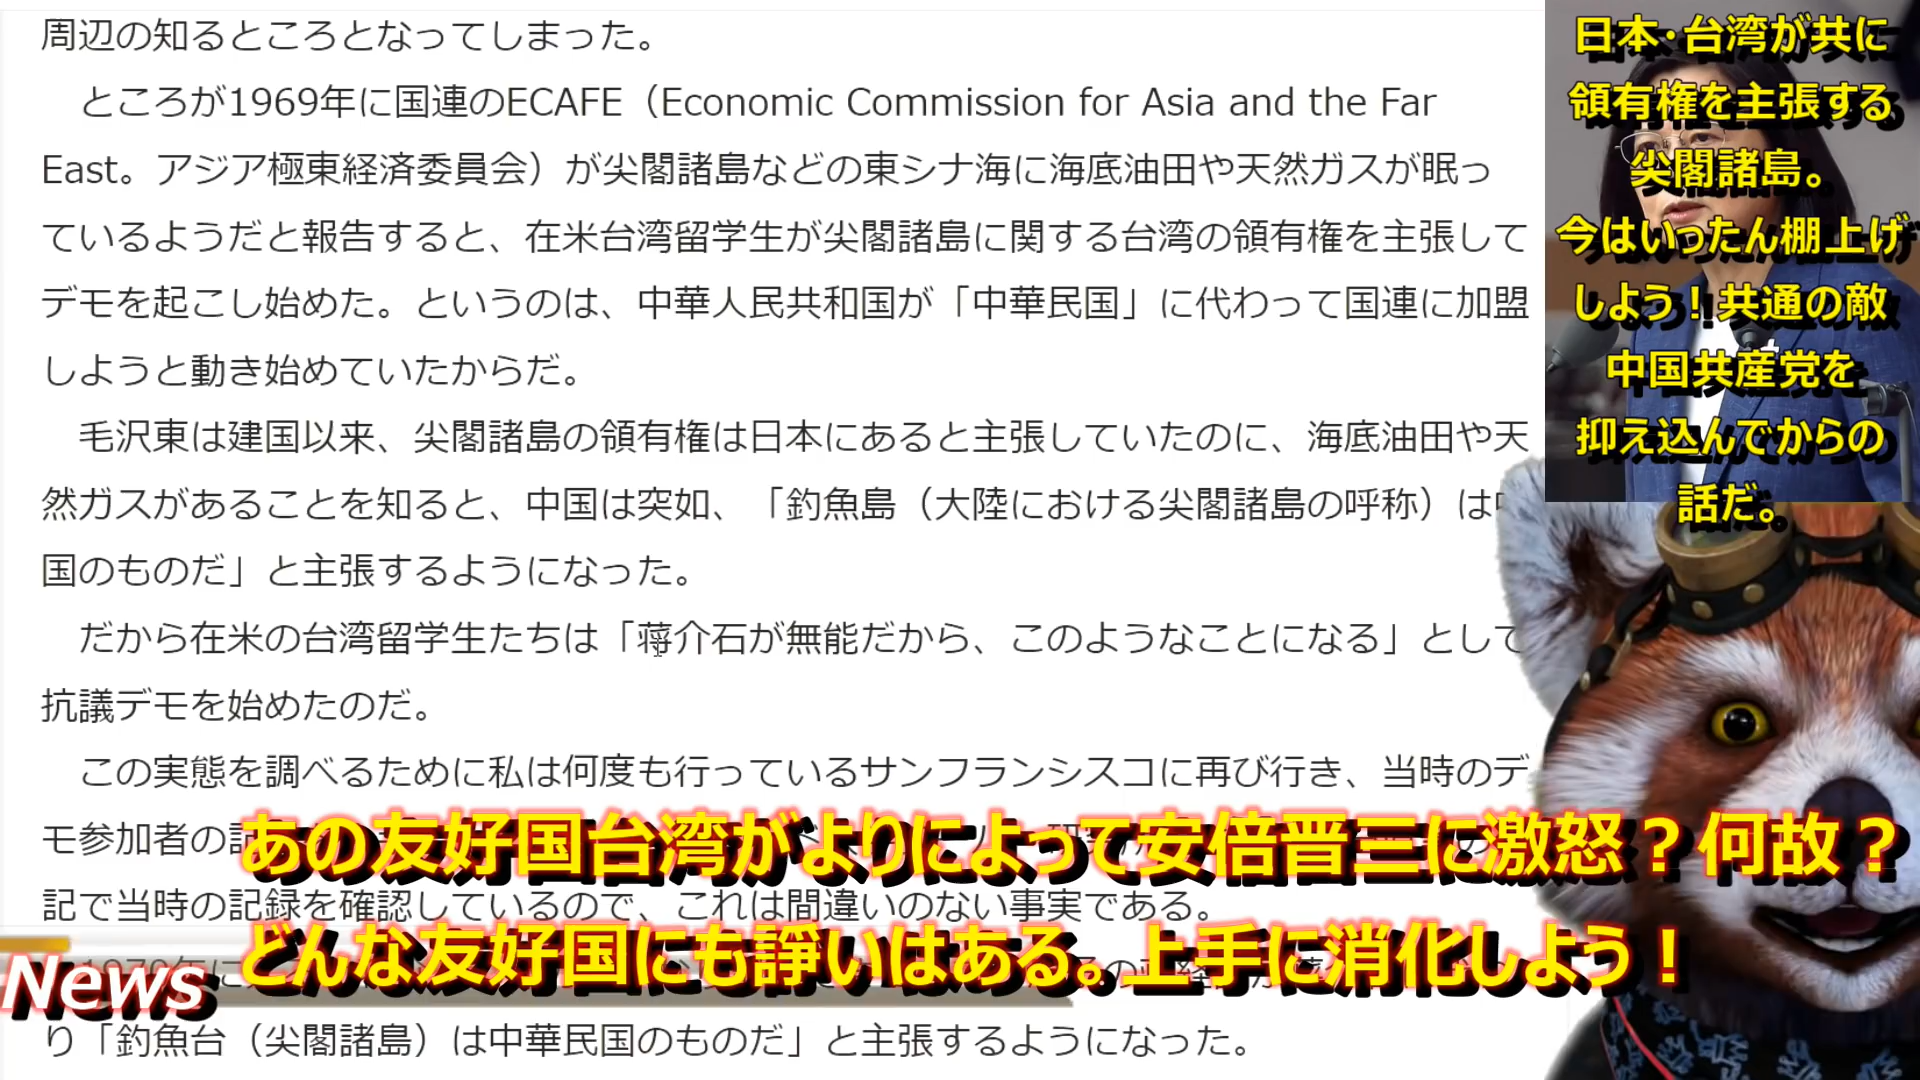 周辺の知るところとなってしまった。
ところが1969年に国連のECAFE（Economic Commission for Asia and the Far
East。アジア極東経済委員会）が尖閣諸島などの東シナ海に海底油田や天然ガスが眠っ
ているようだと報告すると、在米台湾留学生が尖閣諸島に関する台湾の領有権を主張して
デモを起こし始めた。というのは、中華人民共和国が「中華民国」に代わって国連に加盟
しようと動き始めていたからだ。
毛沢東は建国以来、尖閣諸島の領有権は日本にあると主張していたのに、海底油田や天
然ガスがあることを知ると、中国は突如、「釣魚島（大陸における尖閣諸島の呼称）は中
国のものだ」と主張するようになった。
だから在米の台湾留学生たちは「蒋介石が無能だから、このようなことになる」として
抗議デモを始めたのだ。
この実態を調べるために私は何度も行っているサンフランシスコに再び行き、当時のデ
モ参加者の
記で当時の記録を確認しているので、これは間違いのない事実である。
り「釣魚台（尖閣諸島）は中華民国のものだ」と主張するようになった。
日本・台湾が共に
領有権を主張する
尖閣諸島。
今はいったん棚上げ
しよう！共通の敵
中国共産党を
抑え込んでからの
話だ。
あの友好国台湾がよりによって安倍晋三に激怒？何故？
どんな友好国にも諍いはある。上手に消化しよう！
News